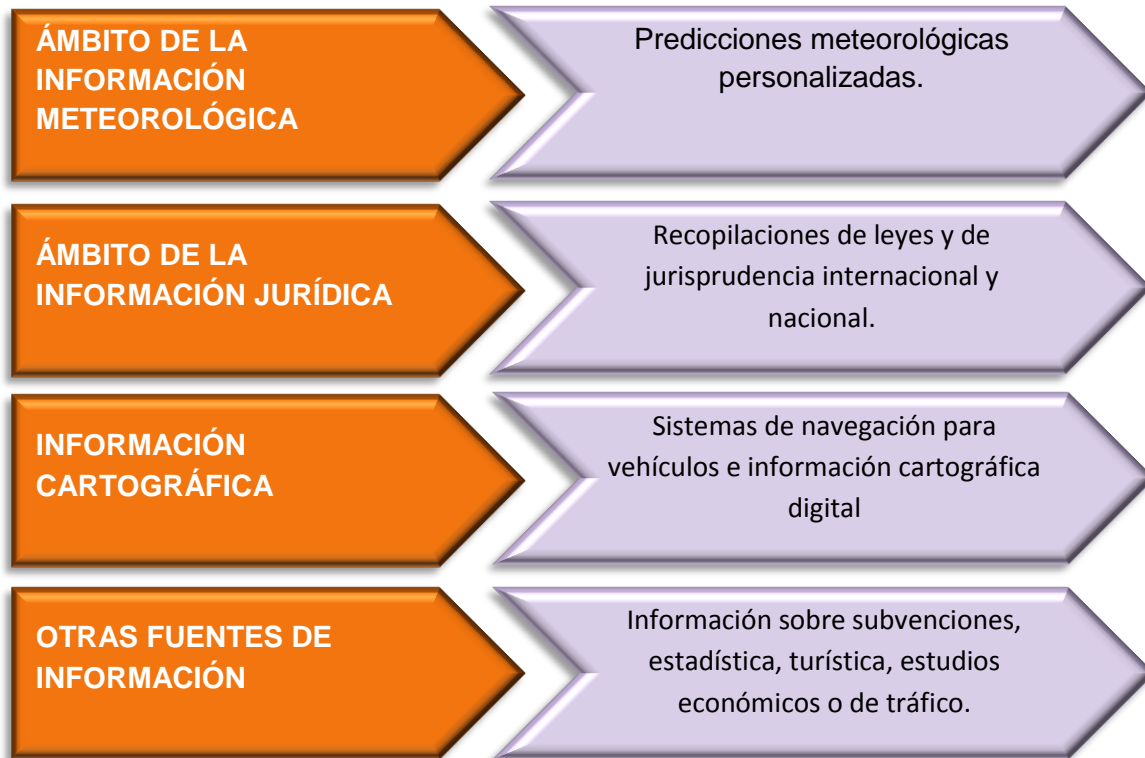 ÁMBITO DE LA
INFORMACIÓN
METEOROLÓGICA
Predicciones meteorológicas
personalizadas.
ÁMBITO DE LA
INFORMACIÓN JURÍDICA
Recopilaciones de leyes y de
jurisprudencia internacional y
nacional.
INFORMACIÓN
CARTOGRÁFICA
Sistemas de navegación para
vehículos e información cartográfica
digital
OTRAS FUENTES DE
INFORMACIÓN
Información sobre subvenciones,
estadística, turística, estudios
económicos o de tráfico.